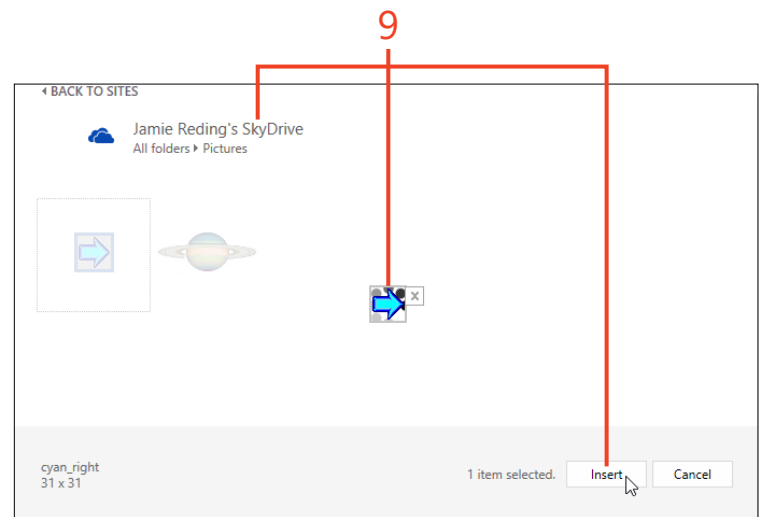 9
BACK TO SITES
Jamie Reding's SkyDrive
All folders ▸ Pictures
x
cyan_right
31 x 31
1 item selected.
Insert
Cancel